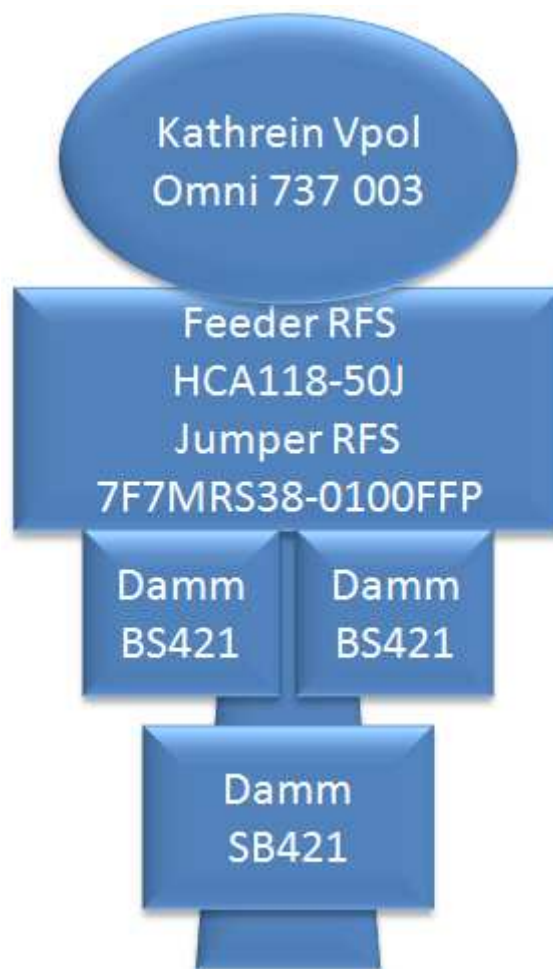 Kathrein Vpol
Omni 737 003
Feeder RFS
HCA118-50J
Jumper RFS
7F7MRS38-0100FFP
Damm
BS421
Damm
BS421
Damm
SB421